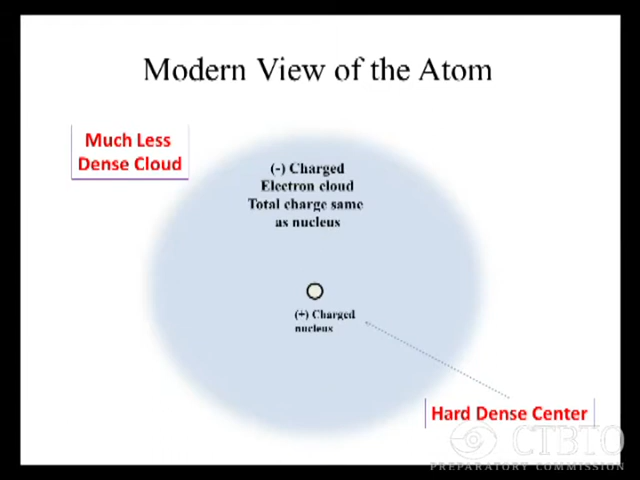 Modern View of the Atom
Much Less
Dense Cloud
(-) Charged
Electron cloud
Total charge same
as nucleus
(+) Charged
nucleus
Hard Dense Center
CTBTO
PREPARATORY COMMISSION